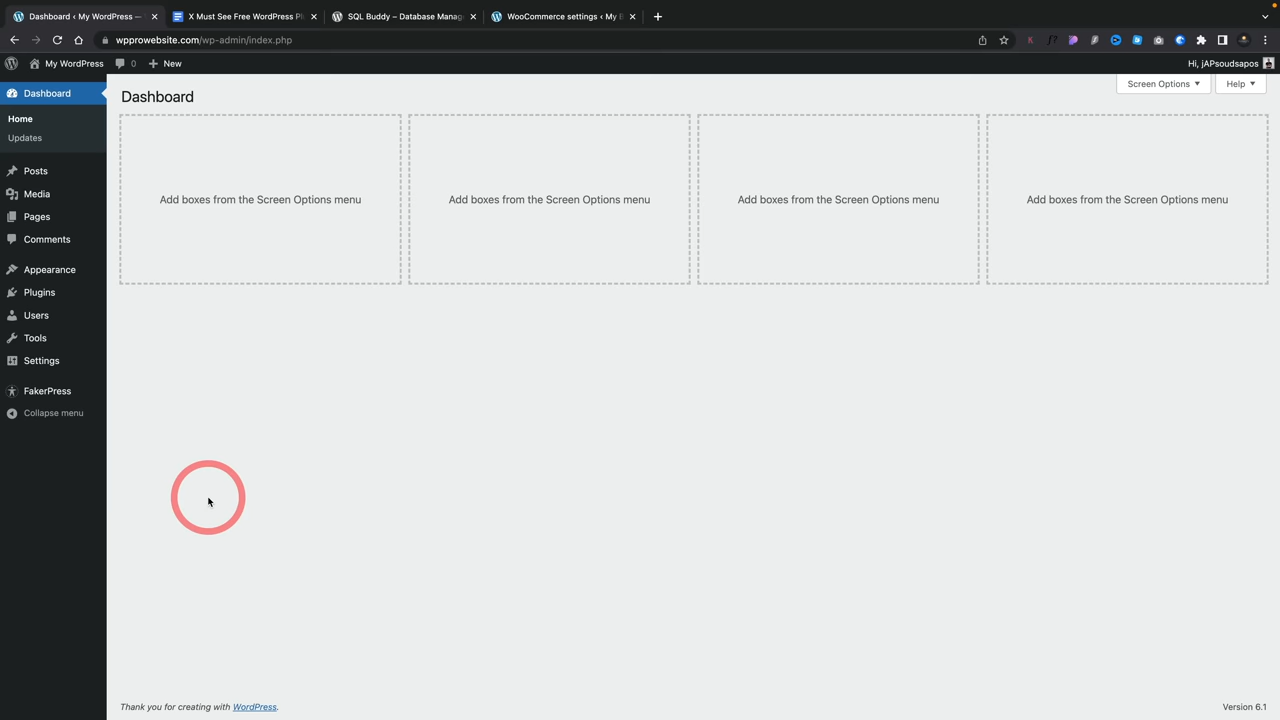 Dashboard ‹ My WordPress —
X Must See Free WordPress Pl
SQL Buddy – Database Manag
WooCommerce settings ‹ My B
wpprowebsite.com/wp-admin/index.php
My WordPress
0
New
Hi, jAPsoudsapos
Dashboard
Home
Updates
Posts
Media
Pages
Comments
Appearance
Plugins
Users
Tools
Settings
FakerPress
Collapse menu
Screen Options
Help
Dashboard
Add boxes from the Screen Options menu
Add boxes from the Screen Options menu
Add boxes from the Screen Options menu
Add boxes from the Screen Options menu
Thank you for creating with WordPress.
Version 6.1